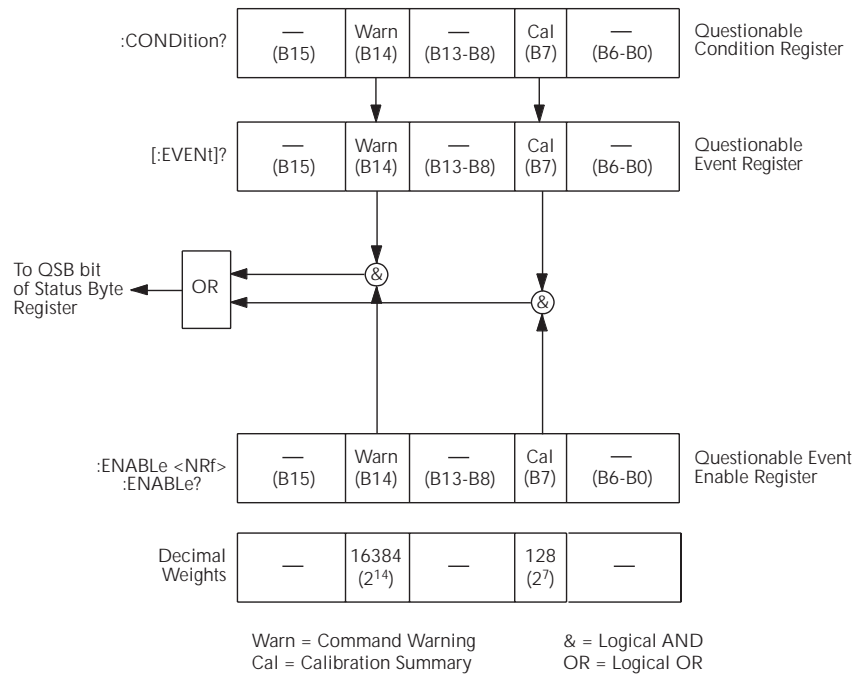 :CONDition?
—
(B15)
Warn
(B14)
—
(B13-B8)
Cal
(B7)
—
(B6-B0)
Questionable
Condition Register
[:EVENt]?
—
(B15)
Warn
(B14)
—
(B13-B8)
Cal
(B7)
—
(B6-B0)
Questionable
Event Register
To QSB bit
of Status Byte
Register
OR
&
&
:ENABLe <NRf>
:ENABLe?
—
(B15)
Warn
(B14)
—
(B13-B8)
Cal
(B7)
—
(B6-B0)
Questionable Event
Enable Register
Decimal
Weights
—
16384
(2¹⁴)
—
128
(2⁷)
—
Warn = Command Warning
Cal = Calibration Summary
& = Logical AND
OR = Logical OR